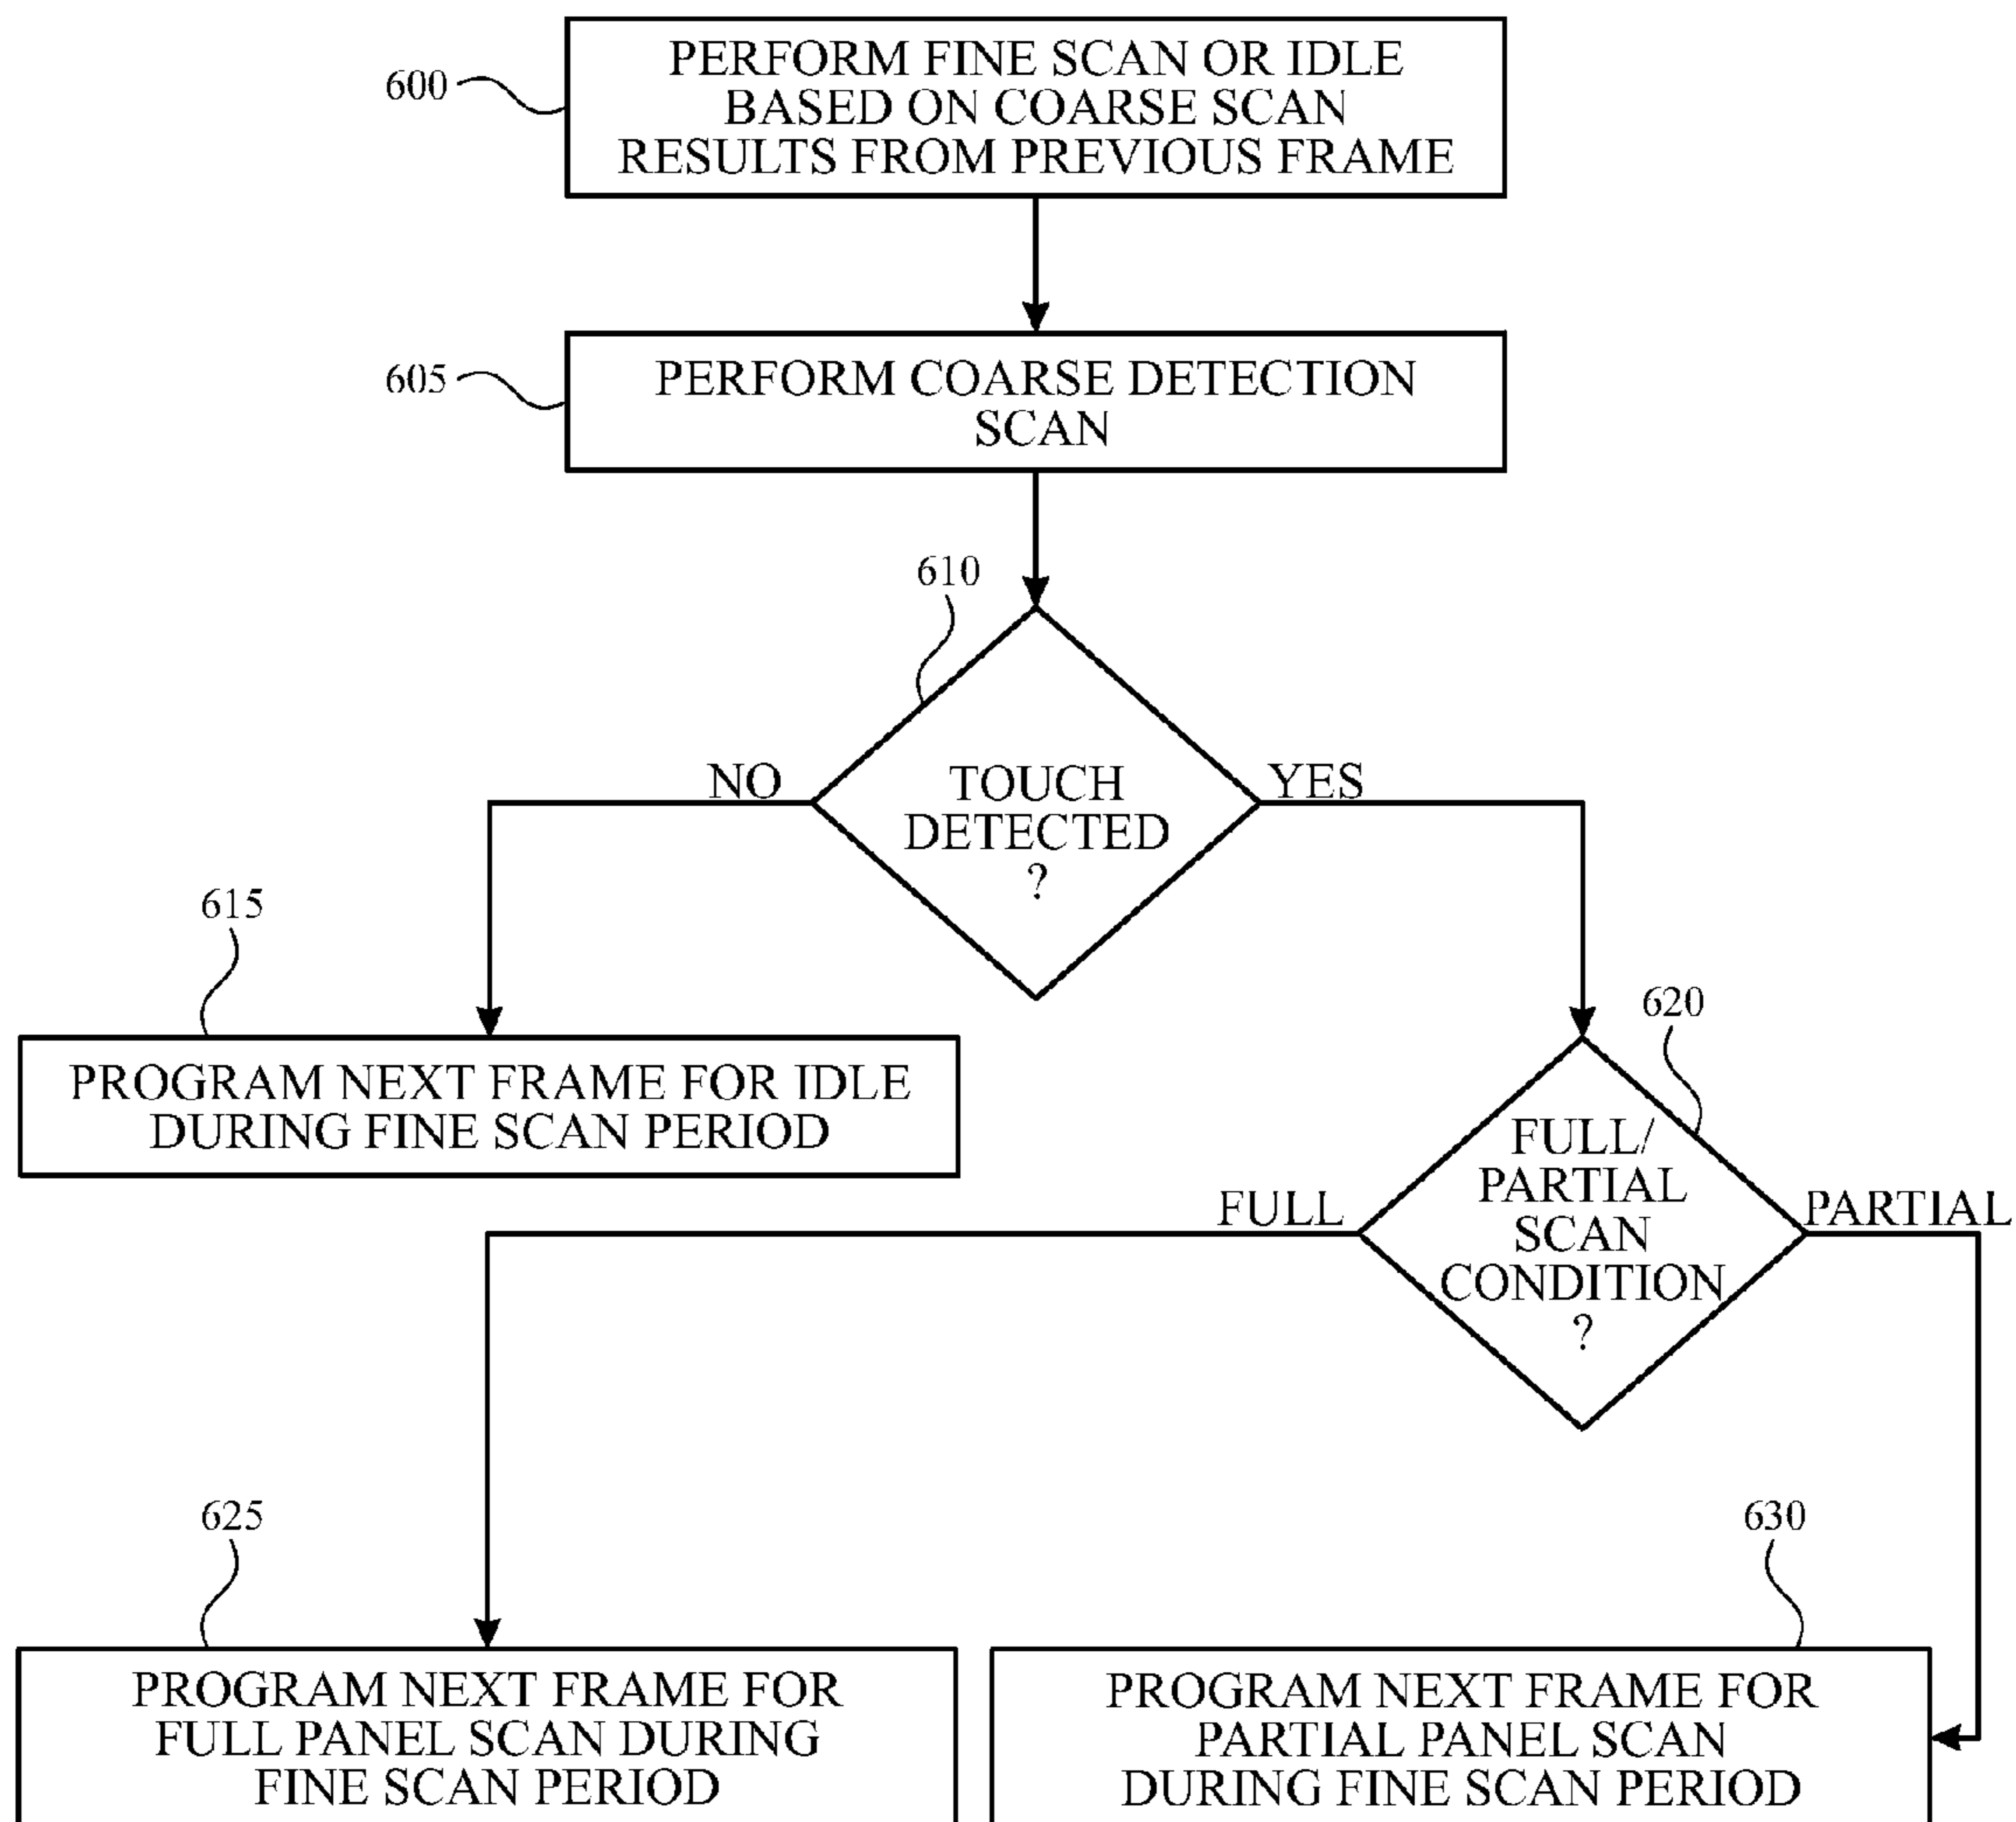 600
PERFORM FINE SCAN OR IDLE
BASED ON COARSE SCAN
RESULTS FROM PREVIOUS FRAME
605
PERFORM COARSE DETECTION
SCAN
610
NO
TOUCH
DETECTED
?
YES
615
PROGRAM NEXT FRAME FOR IDLE
DURING FINE SCAN PERIOD
620
FULL
FULL/
PARTIAL
SCAN
CONDITION
?
PARTIAL
625
PROGRAM NEXT FRAME FOR
FULL PANEL SCAN DURING
FINE SCAN PERIOD
630
PROGRAM NEXT FRAME FOR
PARTIAL PANEL SCAN
DURING FINE SCAN PERIOD